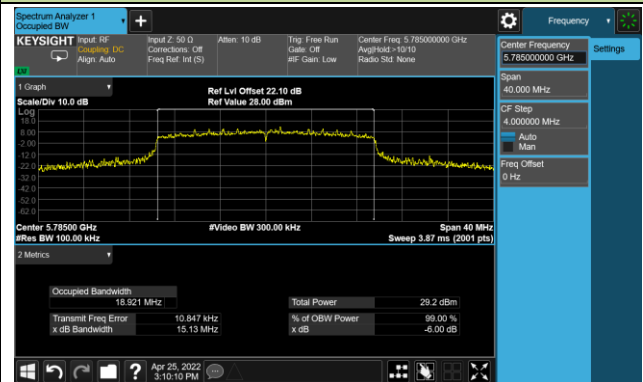 Spectrum Analyzer 1
Occupied BW
+
Frequency
KEYSIGHT
Input: RF
Coupling: DC
Align: Auto
Input Z: 50 Ω
Corrections: Off
Freq Ref: Int (S)
Atten: 10 dB
Trig: Free Run
Gate: Off
#IF Gain: Low
Center Freq: 5.785000000 GHz
Avg|Hold:>10/10
Radio Std: None
LXI
Center Frequency
5.785000000 GHz
Settings
Span
40.000 MHz
CF Step
4.000000 MHz
Auto
Man
Freq Offset
0 Hz
1 Graph
Scale/Div 10.0 dB
Ref Lvl Offset 22.10 dB
Ref Value 28.00 dBm
Log
18.0
8.00
-2.00
-12.0
-22.0
-32.0
-42.0
-52.0
-62.0
Center 5.78500 GHz
#Res BW 100.00 kHz
#Video BW 300.00 kHz
Span 40 MHz
Sweep 3.87 ms (2001 pts)
2 Metrics
Occupied Bandwidth
18.921 MHz
Total Power 29.2 dBm
Transmit Freq Error 10.847 kHz
% of OBW Power 99.00 %
x dB Bandwidth 15.13 MHz
x dB -6.00 dB
?
Apr 25, 2022
3:10:10 PM